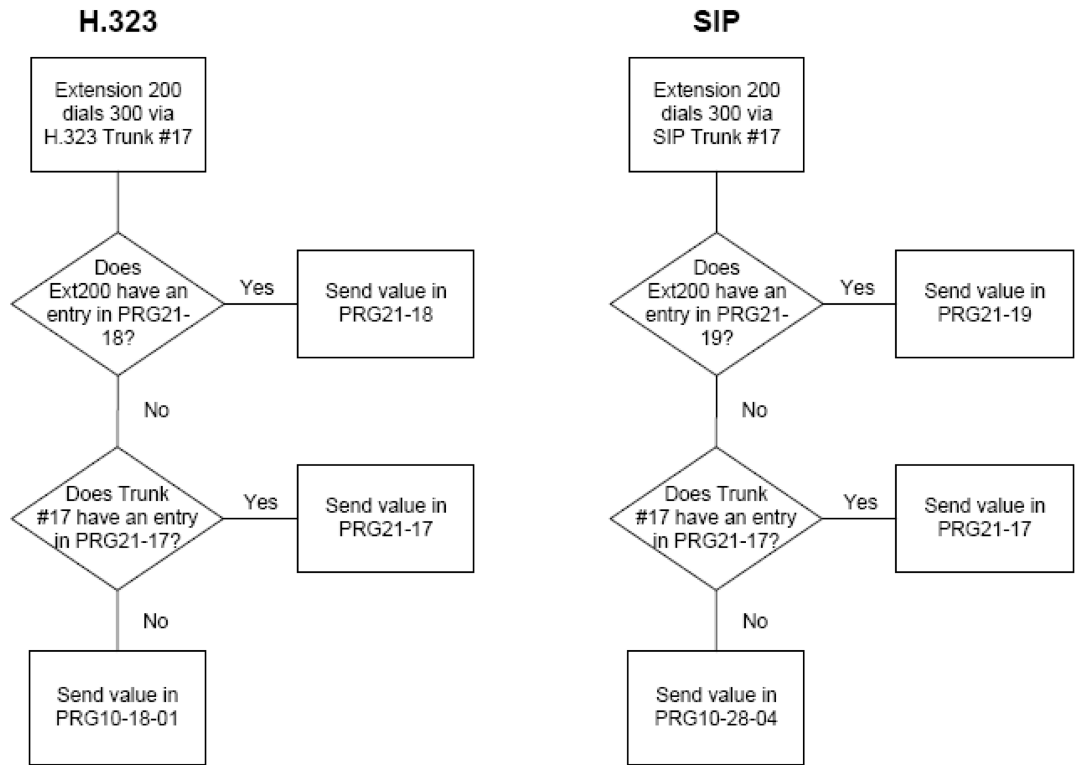 H.323
Extension 200
dials 300 via
H.323 Trunk #17
Does
Ext200 have an
entry in PRG21-
18?
Yes
Send value in
PRG21-18
No
Does Trunk
#17 have an entry
in PRG21-17?
Yes
Send value in
PRG21-17
No
Send value in
PRG10-18-01
SIP
Extension 200
dials 300 via
SIP Trunk #17
Does
Ext200 have an
entry in PRG21-
19?
Yes
Send value in
PRG21-19
No
Does Trunk
#17 have an entry
in PRG21-17?
Yes
Send value in
PRG21-17
No
Send value in
PRG10-28-04